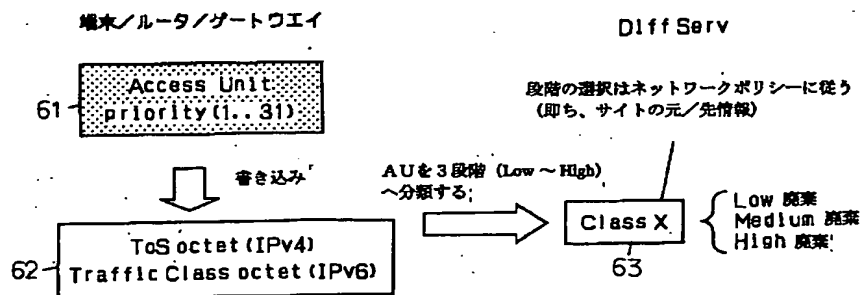 端末／ルータ／ゲートウエイ
DiffServ
61
Access Unit
priority(1..31)
段階の選択はネットワークポリシーに従う
(即ち、サイトの元／先情報)
書き込み
AUを3段階 (Low ～ High)
へ分類する;
62
ToS octet(IPv4)
Traffic Class octet(IPv6)
Class X
63
Low 廃棄
Medium 廃棄
High 廃棄